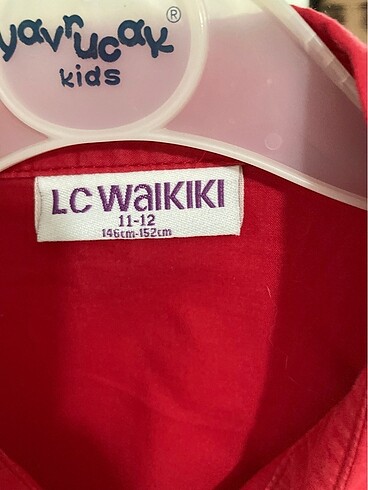 yavrucak ®
kids
LC WAIKIKI
11-12
146cm-152cm